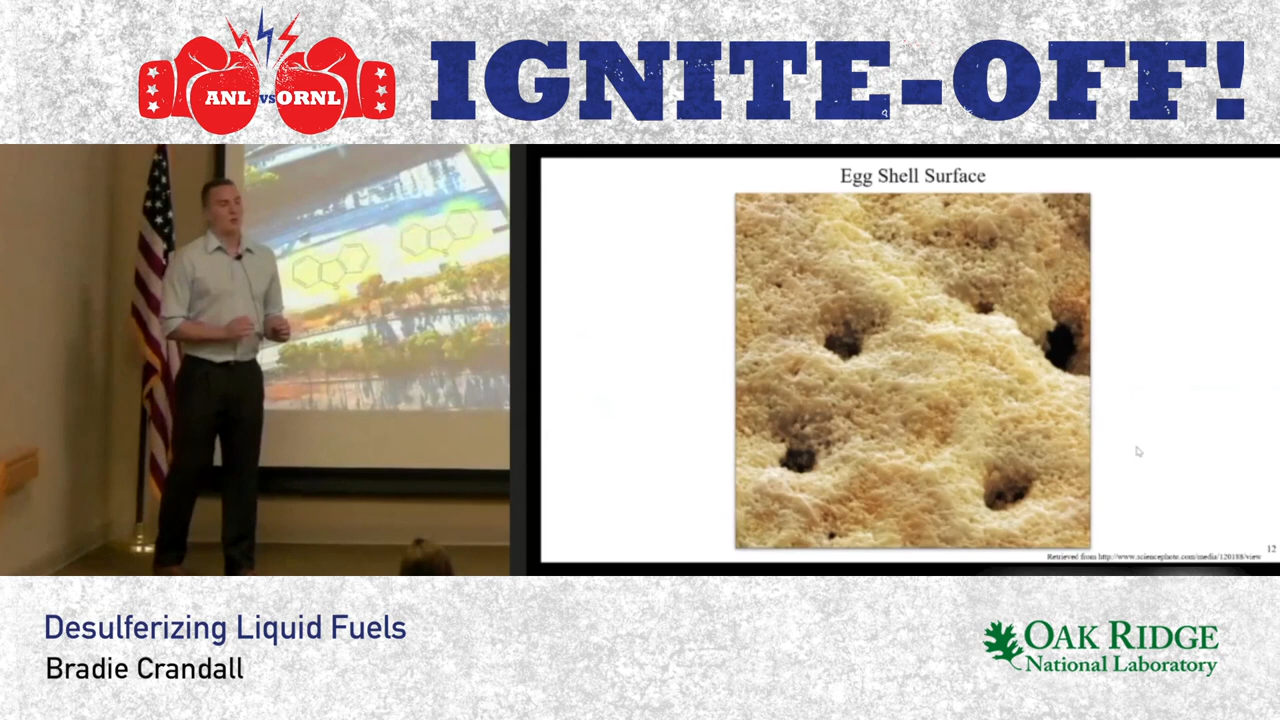 ANL VS ORNL
IGNITE-OFF!
Egg Shell Surface
12
Retrieved from http://www.sciencephoto.com/media/120188/view
Desulferizing Liquid Fuels
Bradie Crandall
OAK RIDGE
National Laboratory